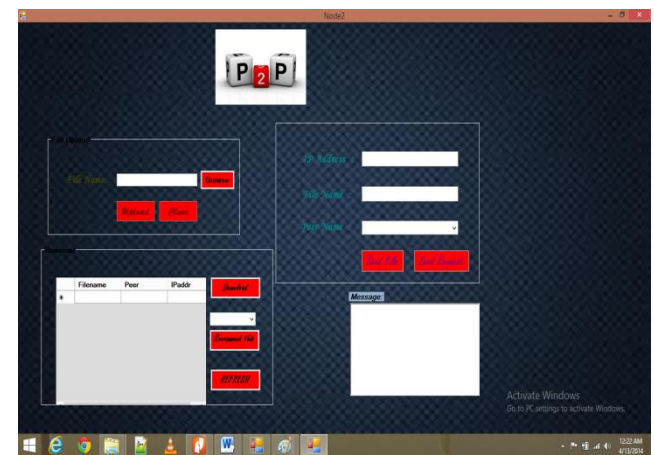 Node2
P 2 P
File Upload
File Name
Browse
Upload
Close
IP Address
File Name
Peer Name
Send File
Send Request
Filename Peer IPaddr
Download
REFRESH
Message:
Activate Windows
Go to PC settings to activate Windows.
12:22 AM
4/13/2014